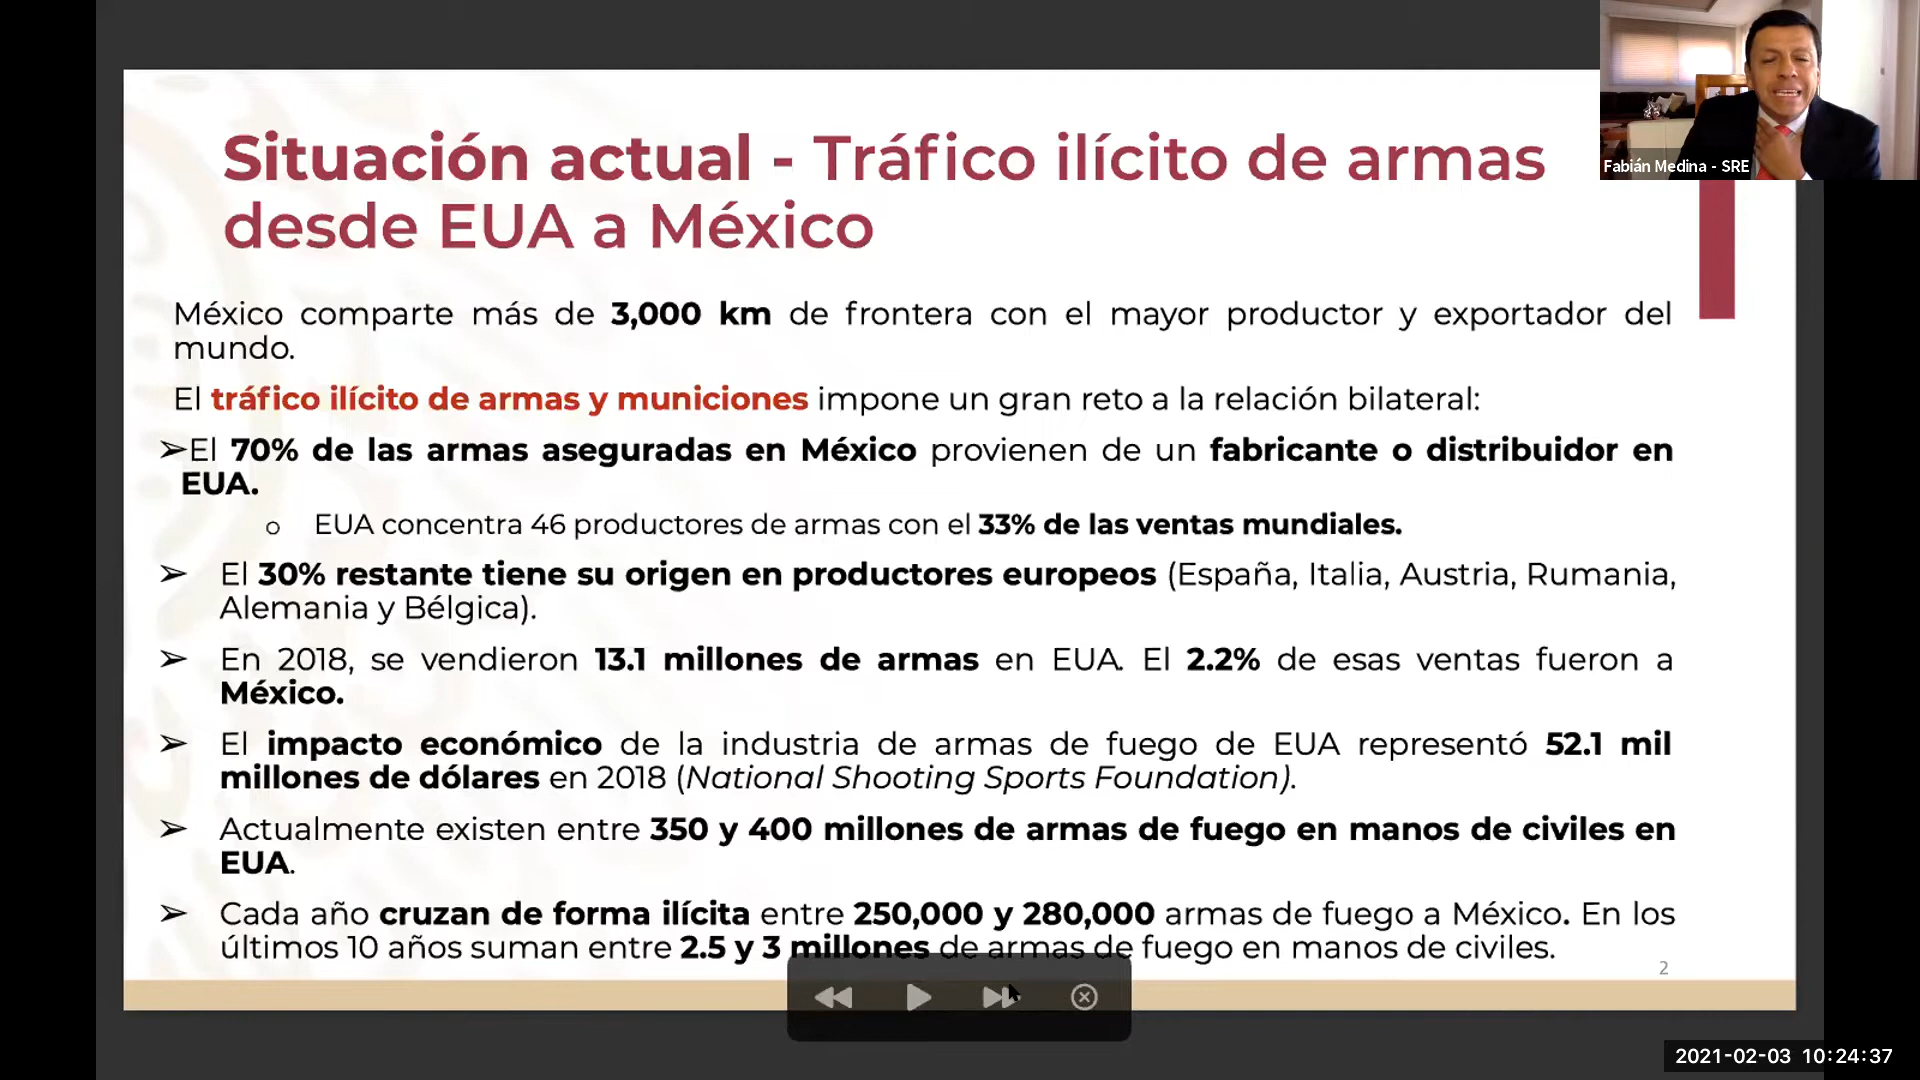 Situación actual - Tráfico ilícito de armas
desde EUA a México
Fabián Medina - SRE
México comparte más de 3,000 km de frontera con el mayor productor y exportador del
mundo.
El tráfico ilícito de armas y municiones impone un gran reto a la relación bilateral:
➢El 70% de las armas aseguradas en México provienen de un fabricante o distribuidor en
EUA.
o EUA concentra 46 productores de armas con el 33% de las ventas mundiales.
➢ El 30% restante tiene su origen en productores europeos (España, Italia, Austria, Rumania,
Alemania y Bélgica).
➢ En 2018, se vendieron 13.1 millones de armas en EUA. El 2.2% de esas ventas fueron a
México.
➢ El impacto económico de la industria de armas de fuego de EUA representó 52.1 mil
millones de dólares en 2018 (National Shooting Sports Foundation).
➢ Actualmente existen entre 350 y 400 millones de armas de fuego en manos de civiles en
EUA.
➢ Cada año cruzan de forma ilícita entre 250,000 y 280,000 armas de fuego a México. En los
últimos 10 años suman entre 2.5 y 3 millones de armas de fuego en manos de civiles.
2
2021-02-03 10:24:37